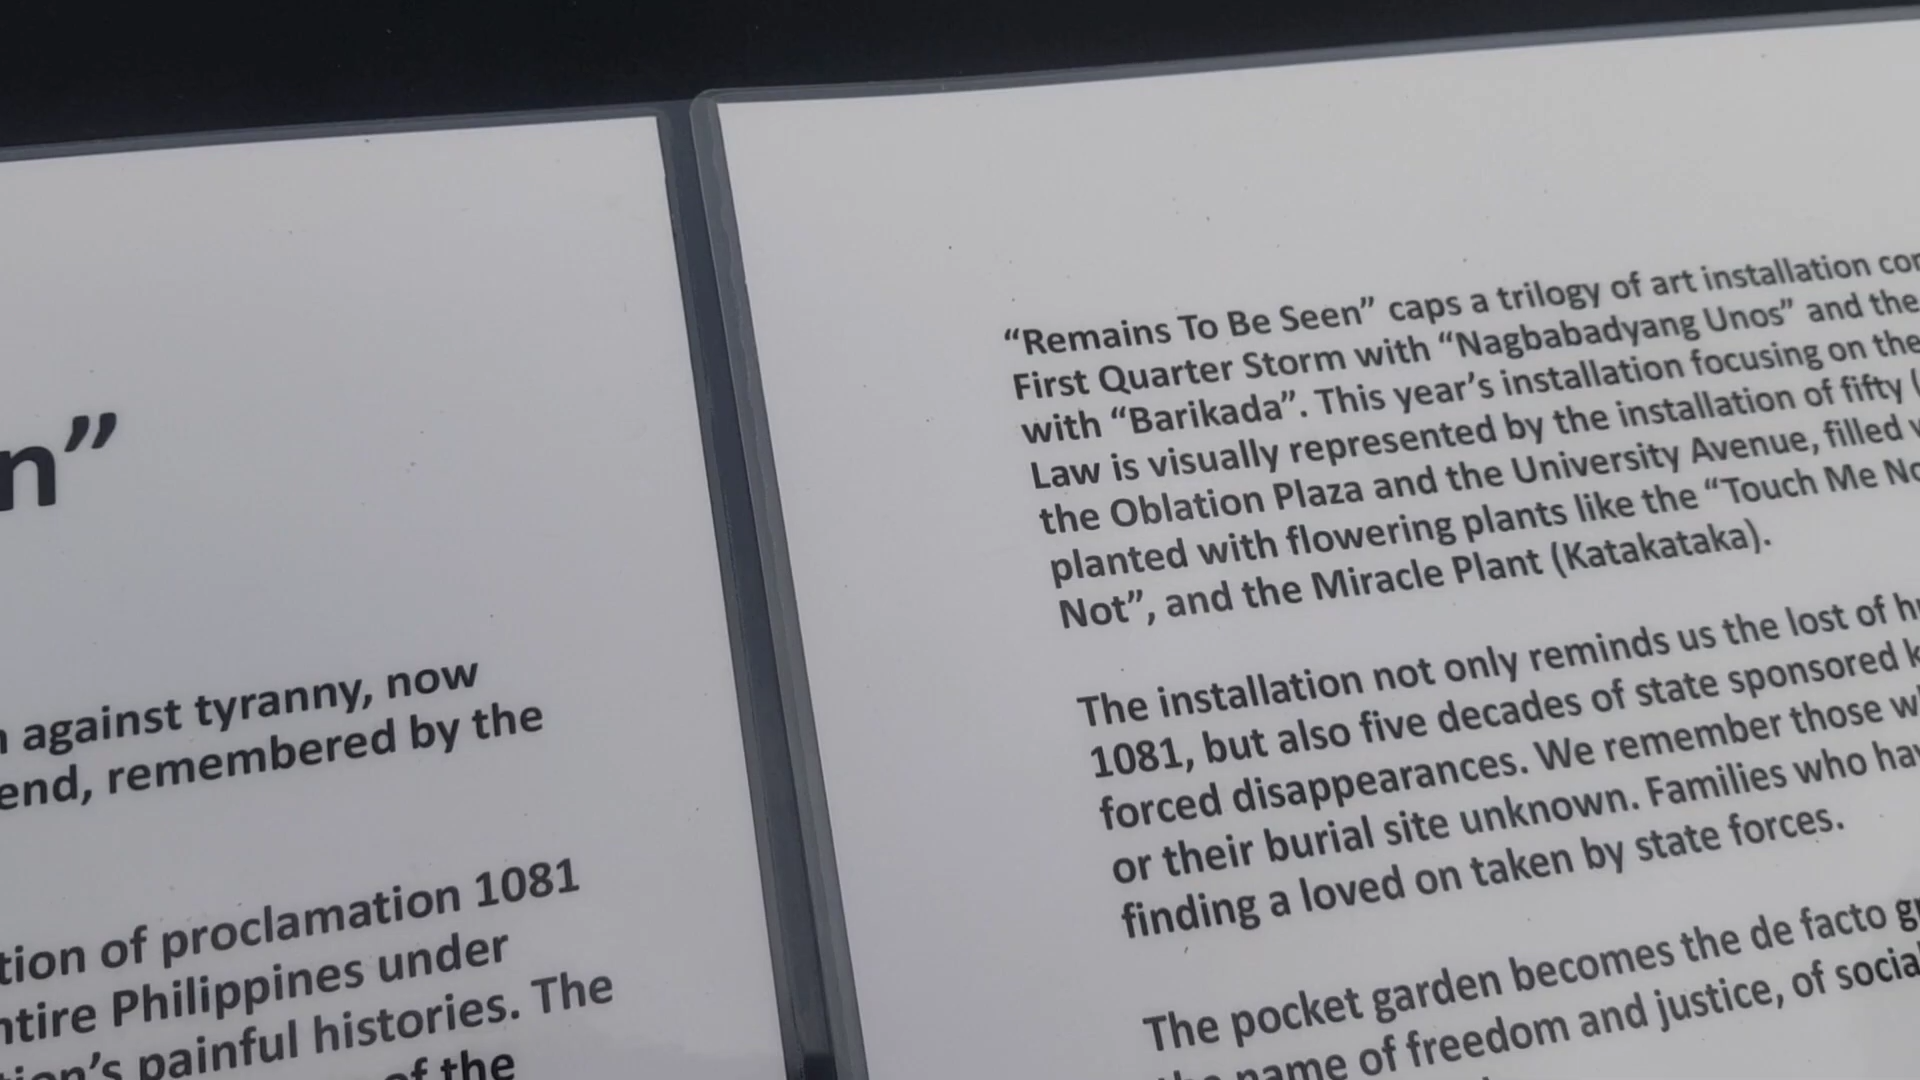 n”
against tyranny, now
end, remembered by the
tion of proclamation 1081
ntire Philippines under
tion’s painful histories. The
of the
“Remains To Be Seen” caps a trilogy of art installation
First Quarter Storm with “Nagbabadyang Unos” and the
with “Barikada”. This year’s installation focusing on the
Law is visually represented by the installation of fifty (
the Oblation Plaza and the University Avenue, filled
planted with flowering plants like the “Touch Me
Not”, and the Miracle Plant (Katakataka).
The installation not only reminds us the lost of
1081, but also five decades of state sponsored
forced disappearances. We remember those
or their burial site unknown. Families who
finding a loved on taken by state forces.
The pocket garden becomes the de facto
the name of freedom and justice, of